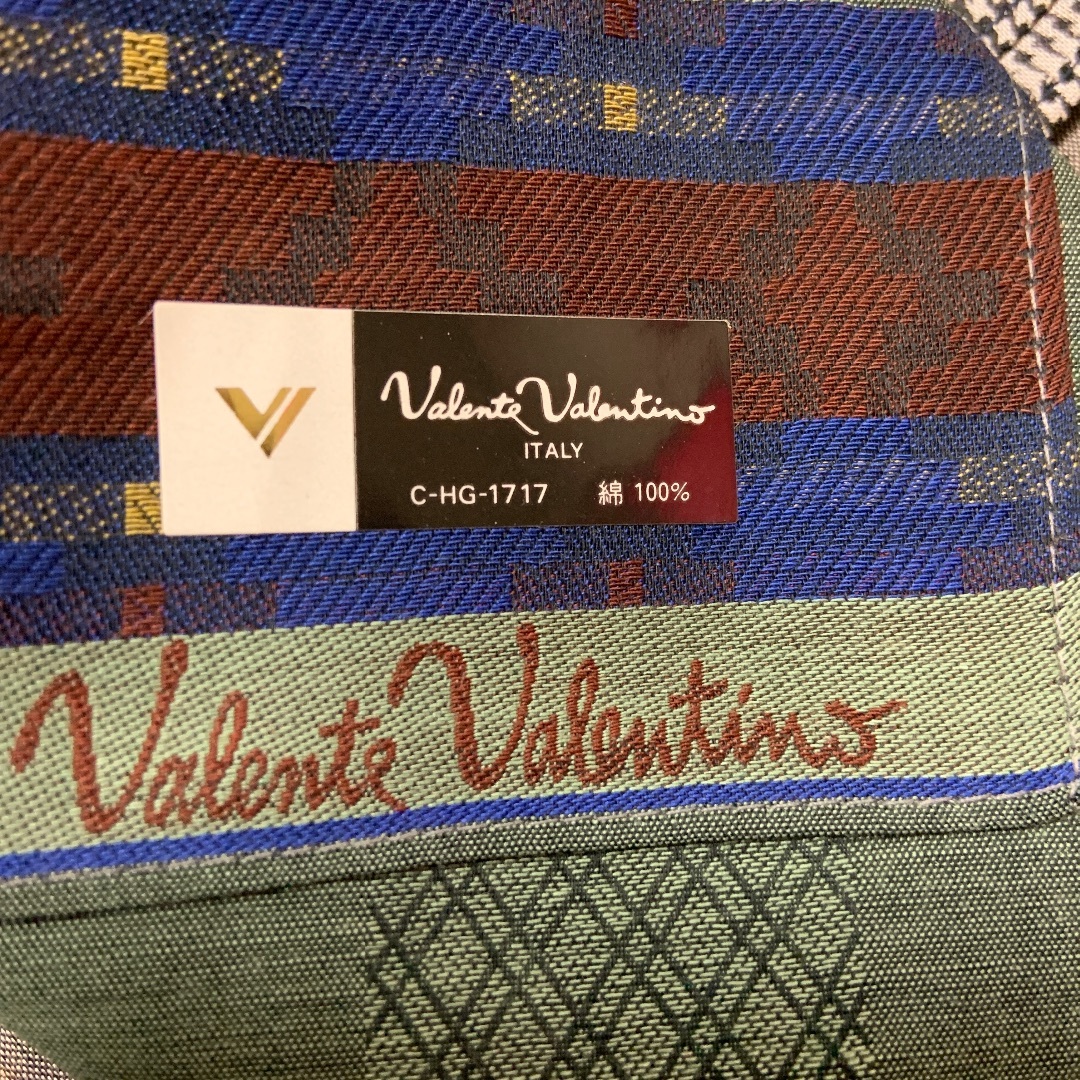 Valente Valentino
ITALY
C-HG-1717 綿 100%
Valente Valentino